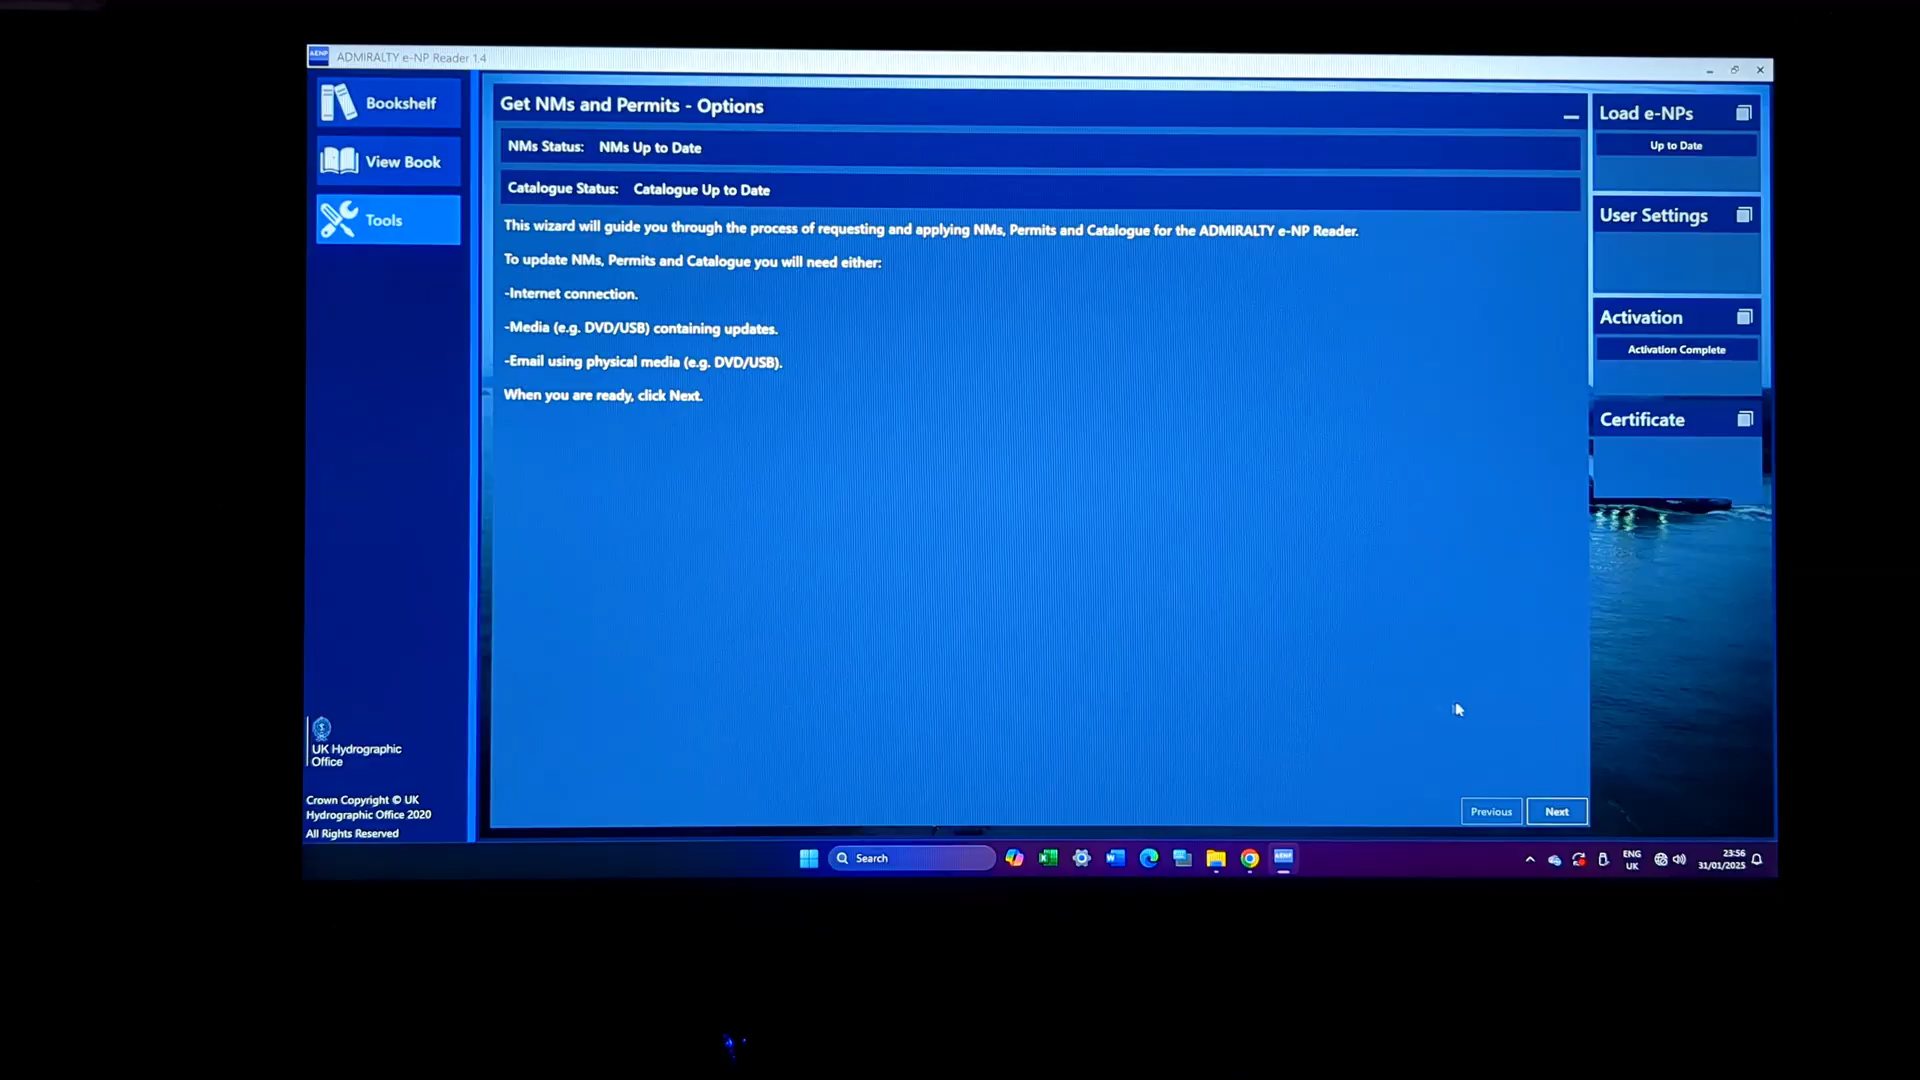 AENP ADMIRALTY e-NP Reader 1.4
Bookshelf
View Book
Tools
Get NMs and Permits - Options
NMs Status: NMs Up to Date
Catalogue Status: Catalogue Up to Date
This wizard will guide you through the process of requesting and applying NMs, Permits and Catalogue for the ADMIRALTY e-NP Reader.
To update NMs, Permits and Catalogue you will need either:
-Internet connection.
-Media (e.g. DVD/USB) containing updates.
-Email using physical media (e.g. DVD/USB).
When you are ready, click Next.
Previous Next
Load e-NPs
Up to Date
User Settings
Activation
Activation Complete
Certificate
UK Hydrographic
Office
Crown Copyright © UK
Hydrographic Office 2020
All Rights Reserved
Search
AENP
ENG
UK
23:56
31/01/2025